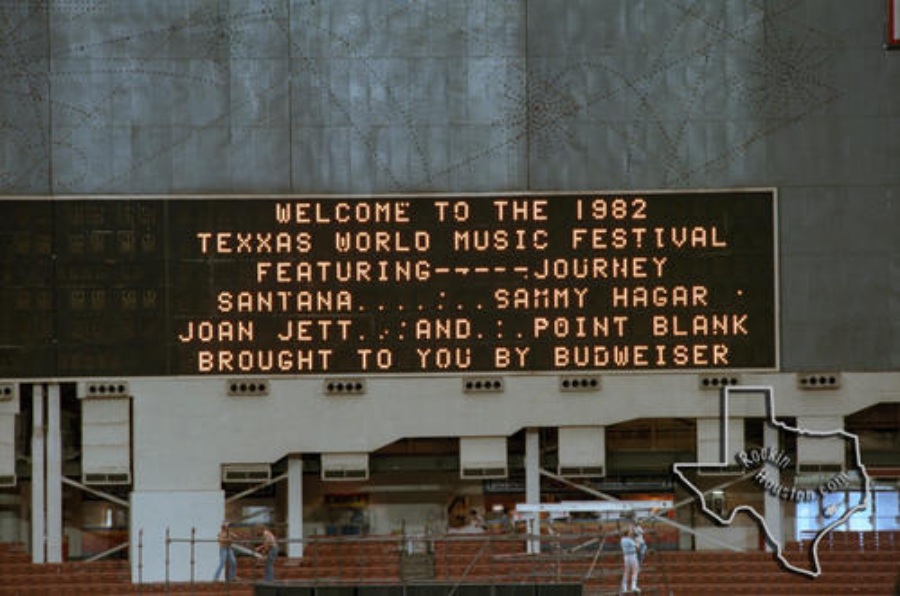 WELCOME TO THE 1982
TEXXAS WORLD MUSIC FESTIVAL
FEATURING-----.JOURNEY
SANTANA....:..SAMMY HAGAR
JOAN JETT..:AND.:.POINT BLANK
BROUGHT TO YOU BY BUDWEISER
Rockin
Houston.com